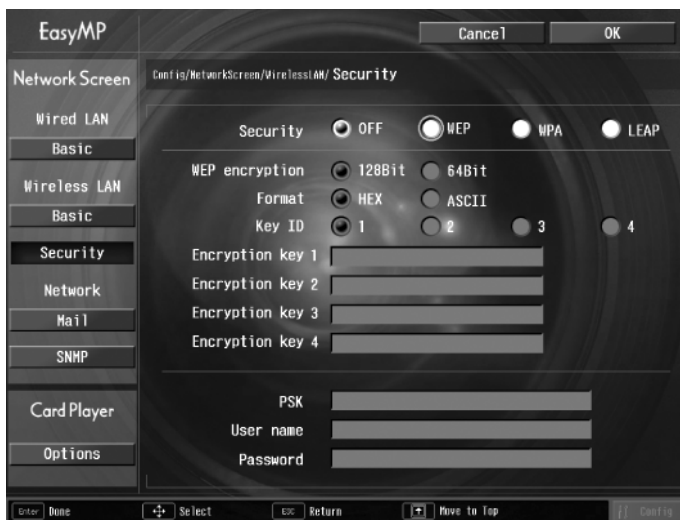 EasyMP
Cancel
OK
Network Screen
Wired LAN
Basic
Wireless LAN
Basic
Security
Network
Mail
SNMP
Card Player
Options
Config/NetworkScreen/WirelessLAN/ Security
Security OFF WEP WPA LEAP
WEP encryption 128Bit 64Bit
Format HEX ASCII
Key ID 1 2 3 4
Encryption key 1
Encryption key 2
Encryption key 3
Encryption key 4
PSK
User name
Password
Enter Done Select Esc Return Move to Top Config